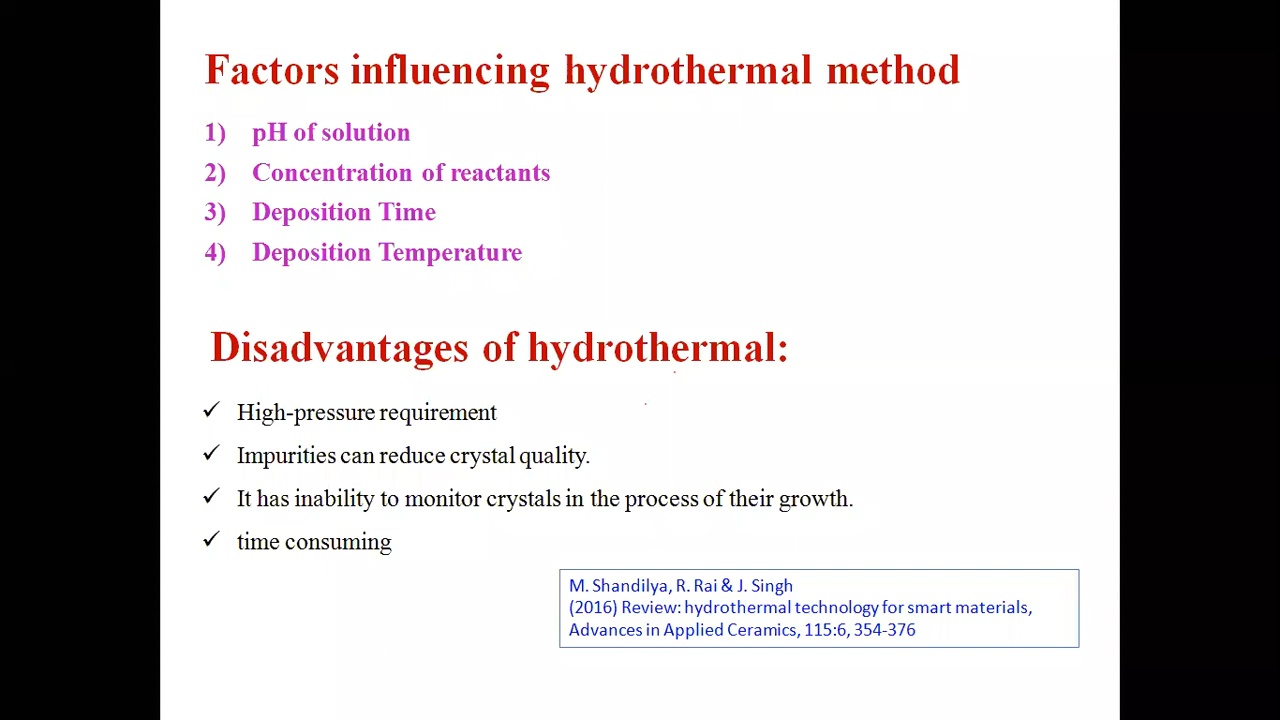 Factors influencing hydrothermal method
1) pH of solution
2) Concentration of reactants
3) Deposition Time
4) Deposition Temperature
Disadvantages of hydrothermal:
✓ High-pressure requirement
✓ Impurities can reduce crystal quality.
✓ It has inability to monitor crystals in the process of their growth.
✓ time consuming
M. Shandilya, R. Rai & J. Singh
(2016) Review: hydrothermal technology for smart materials,
Advances in Applied Ceramics, 115:6, 354-376